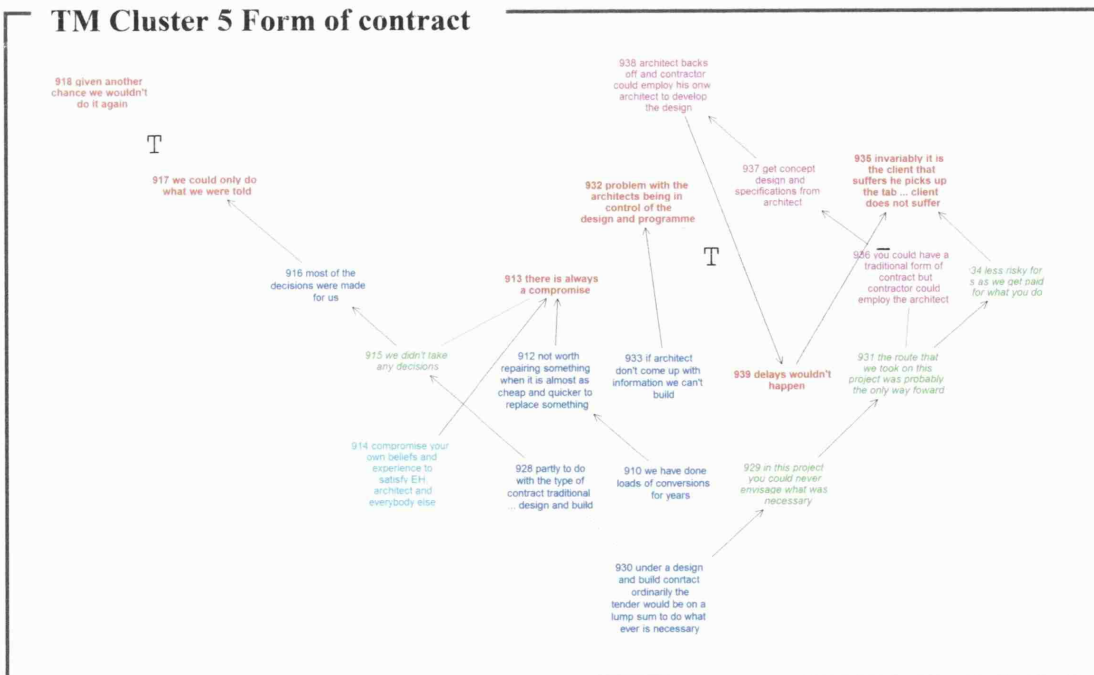 TM Cluster 5 Form of contract
918 given another
chance we wouldn't
do it again
T
917 we could only do
what we were told
916 most of the
decisions were made
for us
915 we didn't take
any decisions
914 compromise your
own beliefs and
experience to
satisfy EH
architect and
everybody else
913 there is always
a compromise
912 not worth
repairing something
when it is almost as
cheap and quicker to
replace something
928 partly to do
with the type of
contract traditional
... design and build
910 we have done
loads of conversions
for years
932 problem with the
architects being in
control of the
design and programme
933 if architect
don't come up with
information we can't
build
930 under a design
and build conrtact
ordinarily the
tender would be on a
lump sum to do what
ever is necessary
938 architect backs
off and contractor
could employ his onw
architect to develop
the design
T
937 get concept
design and
specifications from
architect
939 delays wouldn't
happen
929 in this project
you could never
envisage what was
necessary
935 invariably it is
the client that
suffers he picks up
the tab ... client
does not suffer
936 you could have a
traditional form of
contract but
contractor could
employ the architect
34 less risky for
s as we get paid
for what you do
931 the route that
we took on this
project was probably
the only way foward